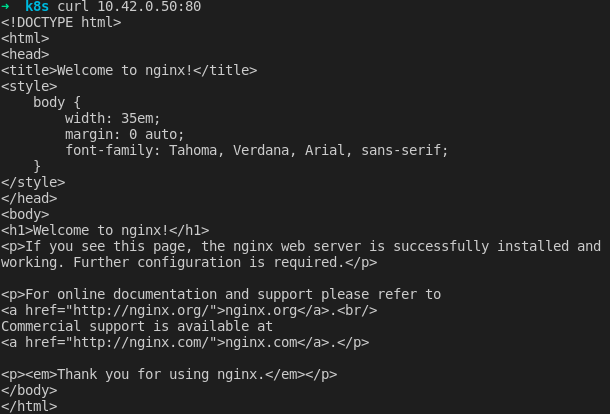 ➜  k8s curl 10.42.0.50:80
<!DOCTYPE html>
<html>
<head>
<title>Welcome to nginx!</title>
<style>
    body {
        width: 35em;
        margin: 0 auto;
        font-family: Tahoma, Verdana, Arial, sans-serif;
    }
</style>
</head>
<body>
<h1>Welcome to nginx!</h1>
<p>If you see this page, the nginx web server is successfully installed and
working. Further configuration is required.</p>

<p>For online documentation and support please refer to
<a href="http://nginx.org/">nginx.org</a>.<br/>
Commercial support is available at
<a href="http://nginx.com/">nginx.com</a>.</p>

<p><em>Thank you for using nginx.</em></p>
</body>
</html>